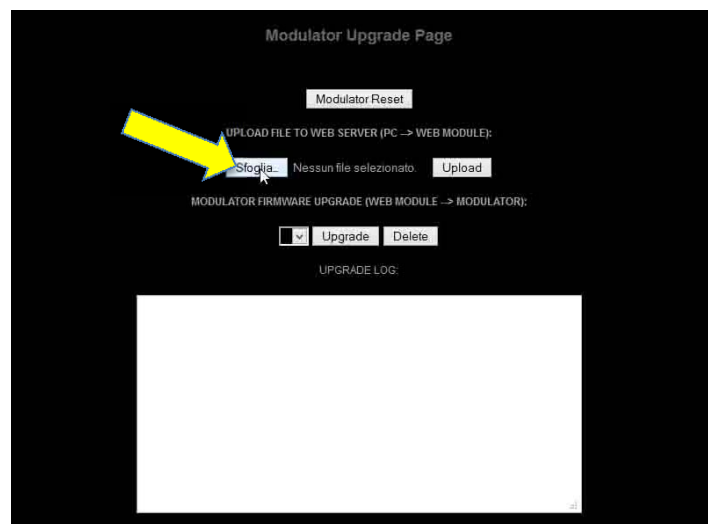 Modulator Upgrade Page
Modulator Reset
UPLOAD FILE TO WEB SERVER (PC --> WEB MODULE):
Sfoglia_ Nessun file selezionato. Upload
MODULATOR FIRMWARE UPGRADE (WEB MODULE --> MODULATOR):
Upgrade Delete
UPGRADE LOG: